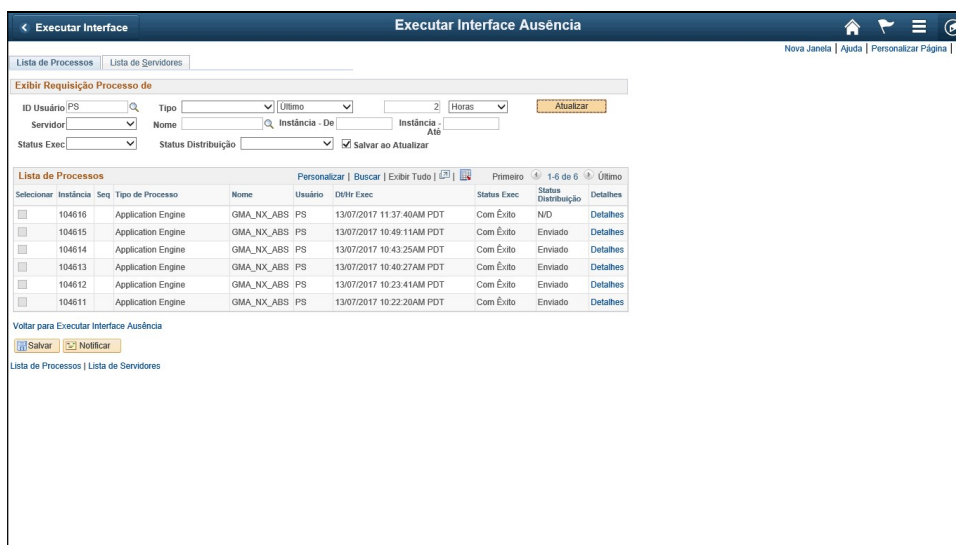 Executar Interface
Executar Interface Ausência
Nova Janela | Ajuda | Personalizar Página |
Lista de Processos Lista de Servidores
Exibir Requisição Processo de
ID Usuário PS Tipo Último 2 Horas Atualizar
Servidor Nome Instância - De Instância - Até
Status Exec Status Distribuição Salvar ao Atualizar
Lista de Processos Personalizar | Buscar | Exibir Tudo | | Primeiro 1-6 de 6 Último
Selecionar Instância Seq Tipo de Processo Nome Usuário Dt/Hr Exec Status Exec Status Distribuição Detalhes
104616 Application Engine GMA_NX_ABS PS 13/07/2017 11:37:40AM PDT Com Êxito N/D Detalhes
104615 Application Engine GMA_NX_ABS PS 13/07/2017 10:49:11AM PDT Com Êxito Enviado Detalhes
104614 Application Engine GMA_NX_ABS PS 13/07/2017 10:43:25AM PDT Com Êxito Enviado Detalhes
104613 Application Engine GMA_NX_ABS PS 13/07/2017 10:40:27AM PDT Com Êxito Enviado Detalhes
104612 Application Engine GMA_NX_ABS PS 13/07/2017 10:23:41AM PDT Com Êxito Enviado Detalhes
104611 Application Engine GMA_NX_ABS PS 13/07/2017 10:22:20AM PDT Com Êxito Enviado Detalhes
Voltar para Executar Interface Ausência
Salvar Notificar
Lista de Processos | Lista de Servidores